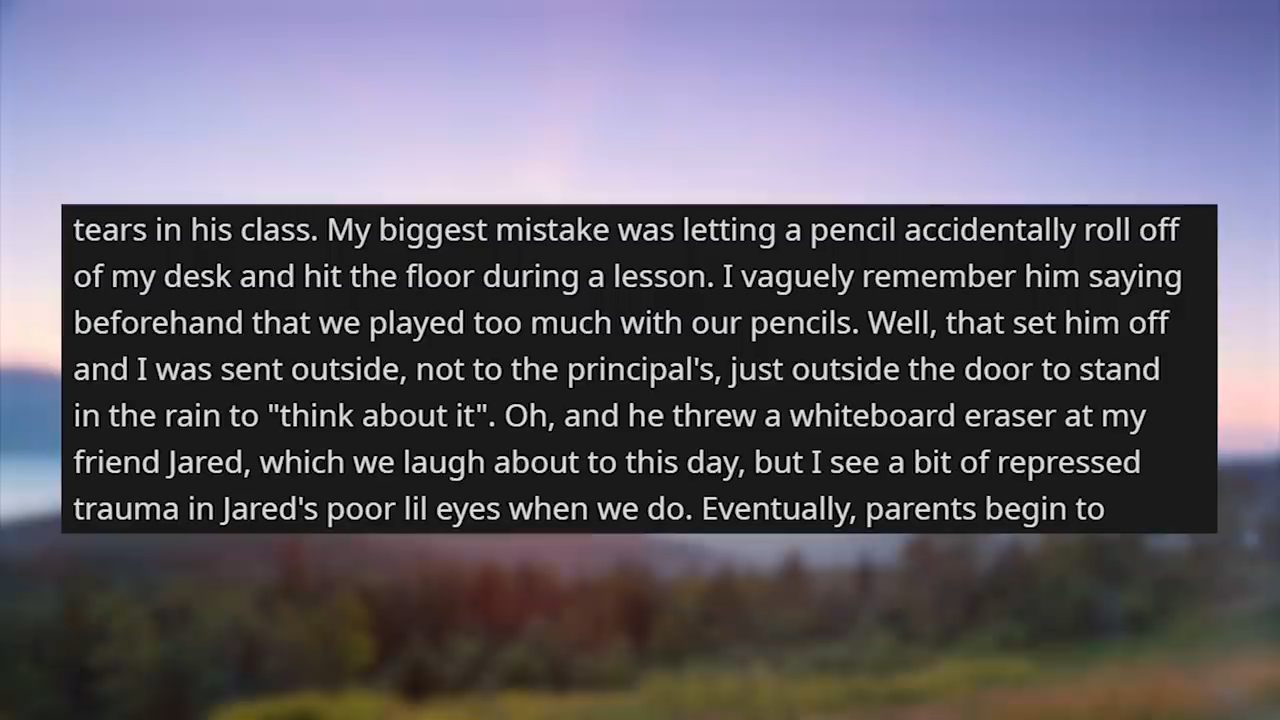 tears in his class. My biggest mistake was letting a pencil accidentally roll off
of my desk and hit the floor during a lesson. I vaguely remember him saying
beforehand that we played too much with our pencils. Well, that set him off
and I was sent outside, not to the principal's, just outside the door to stand
in the rain to "think about it". Oh, and he threw a whiteboard eraser at my
friend Jared, which we laugh about to this day, but I see a bit of repressed
trauma in Jared's poor lil eyes when we do. Eventually, parents begin to